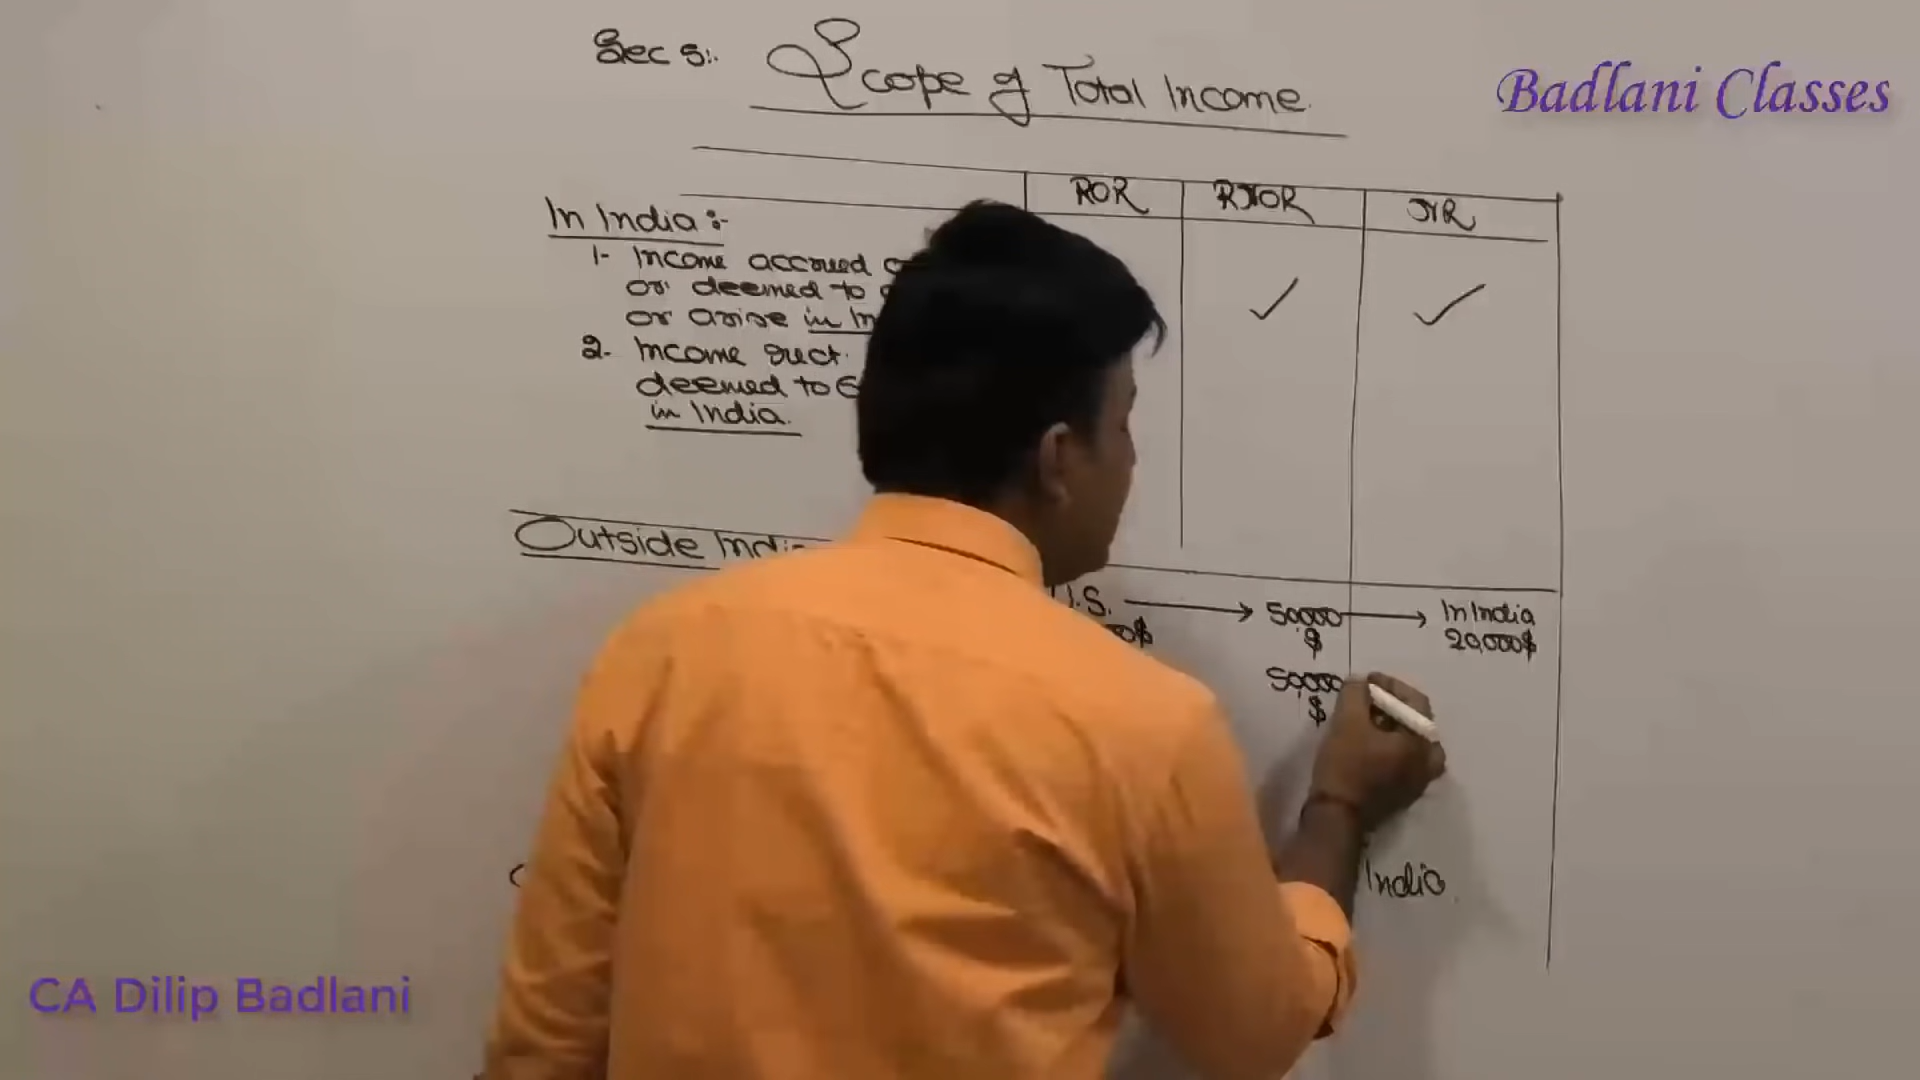 Sec 5:. Scope of Total Income.
Badlani Classes
ROR RNOR NR
In India :-
1- Income accrued
or deemed to
or arise in In
2- Income rect.
deemed to
in India.
Outside Indi
U.S. → 50000 → In India
$ 20,000$
50000
$
India
CA Dilip Badlani